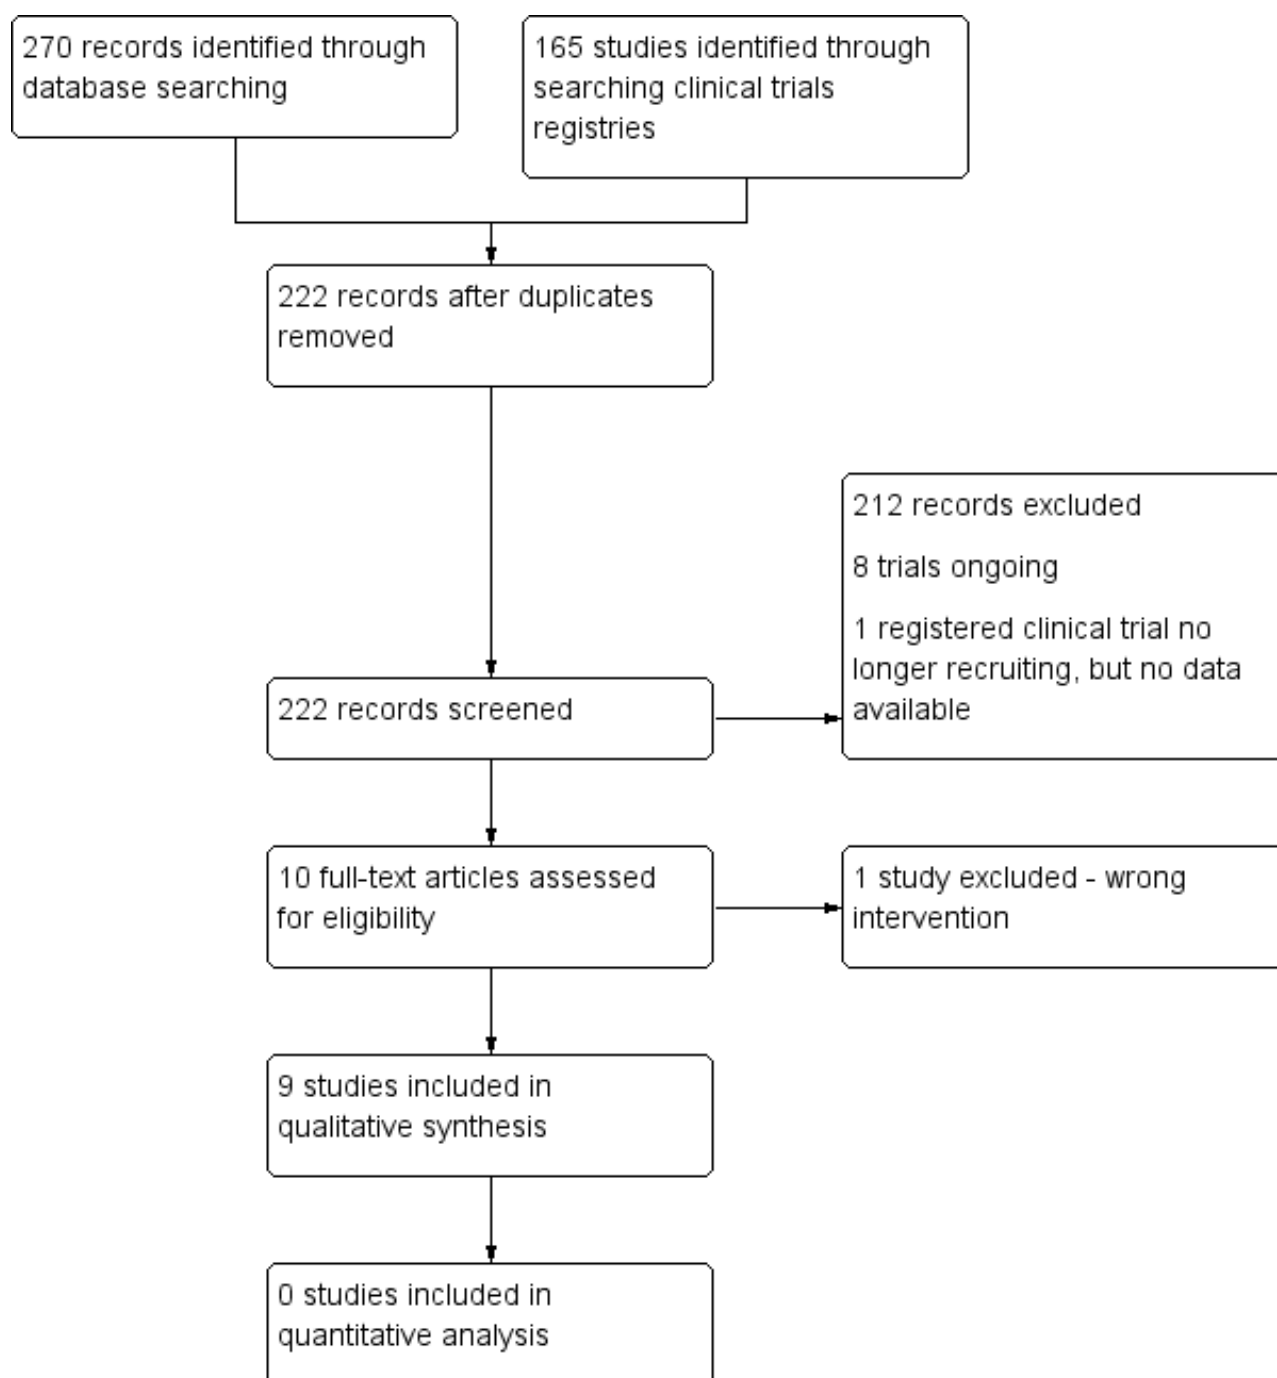 270 records identified through
database searching
165 studies identified through
searching clinical trials
registries
222 records after duplicates
removed
212 records excluded
8 trials ongoing
1 registered clinical trial no
longer recruiting, but no data
available
222 records screened
10 full-text articles assessed
for eligibility
1 study excluded - wrong
intervention
9 studies included in
qualitative synthesis
0 studies included in
quantitative analysis